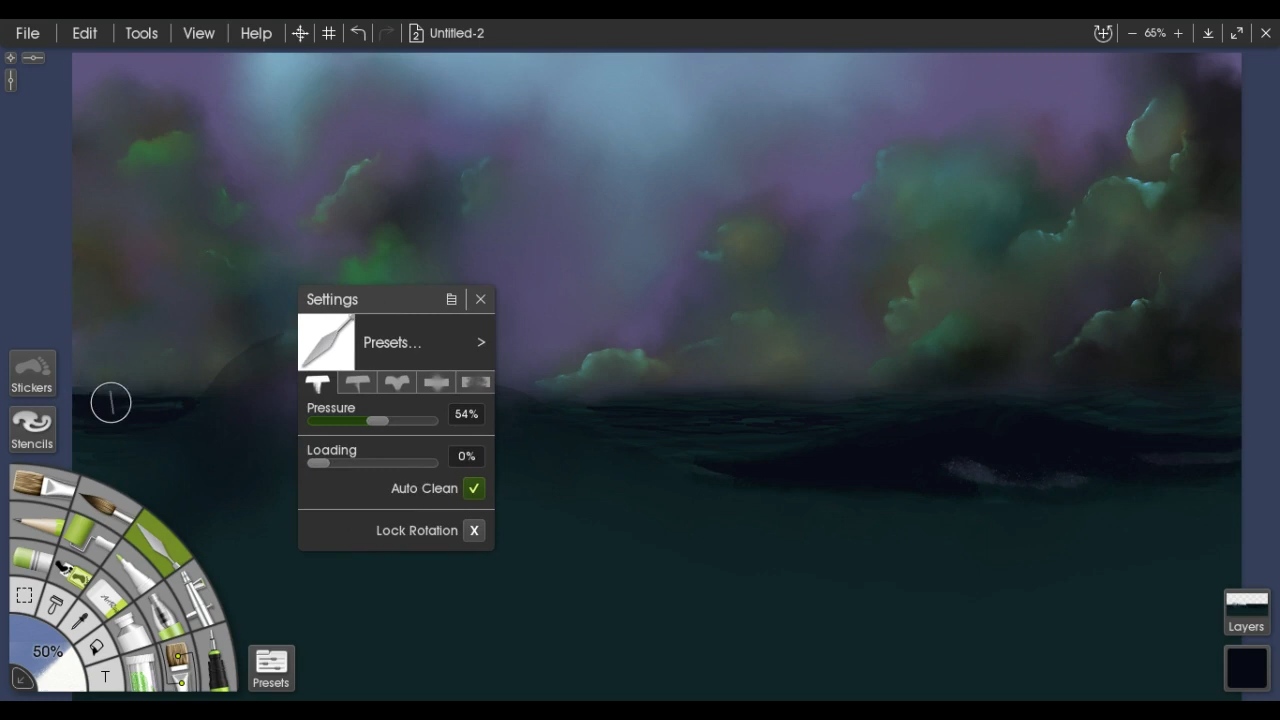 File Edit Tools View Help 2 Untitled-2 65%
Settings
Presets...
Pressure
54%
Loading
0%
Auto Clean
Lock Rotation X
Stickers
Stencils
50%
T
Presets
Layers